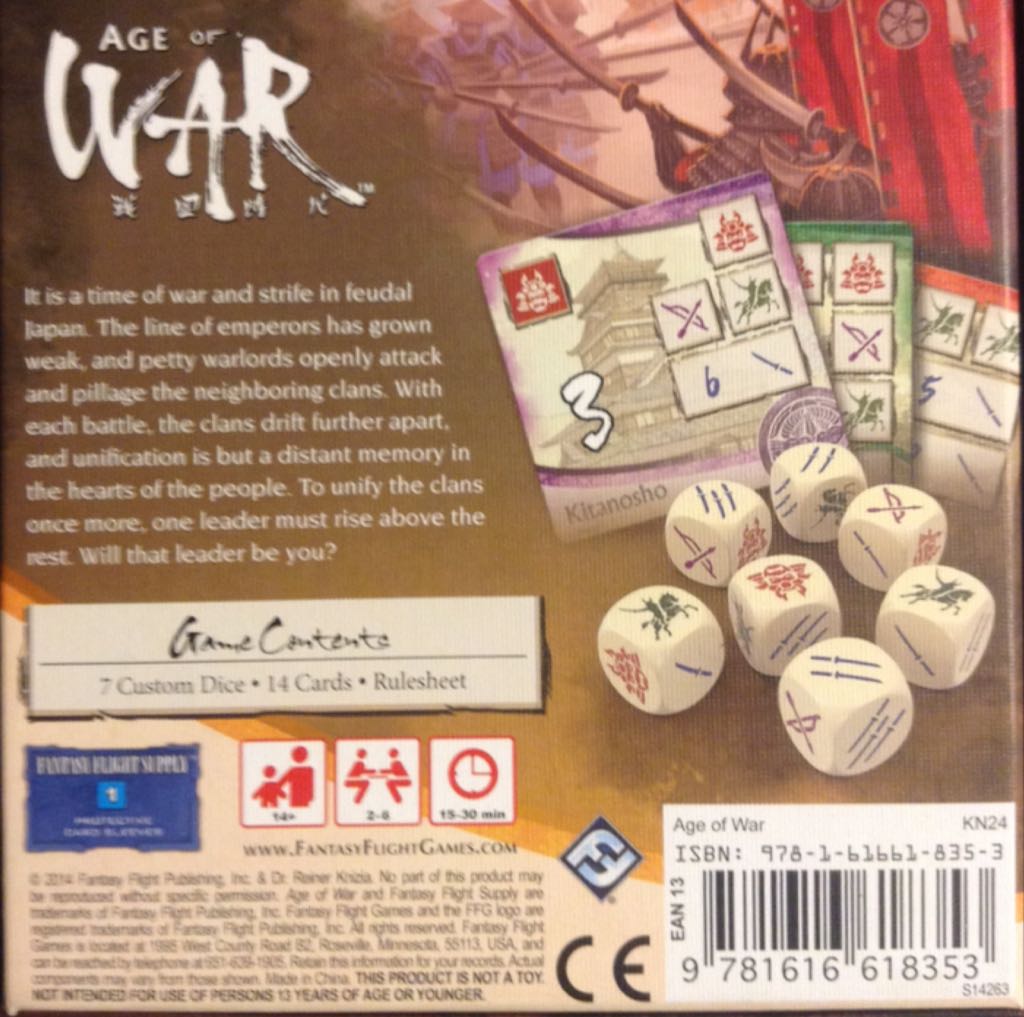 AGE OF
WAR™
戦 国 時 代
It is a time of war and strife in feudal
Japan. The line of emperors has grown
weak, and petty warlords openly attack
and pillage the neighboring clans. With
each battle, the clans drift further apart,
and unification is but a distant memory in
the hearts of the people. To unify the clans
once more, one leader must rise above the
rest. Will that leader be you?
3
6
5
Kitanosho
Game Contents
7 Custom Dice • 14 Cards • Rulesheet
FANTASY FLIGHT SUPPLY
1
PROTECTIVE
CARD SLEEVES
14+
2-6
15-30 min
WWW.FANTASYFLIGHTGAMES.COM
© 2014 Fantasy Flight Publishing, Inc. & Dr. Reiner Knizia. No part of this product may
be reproduced without specific permission. Age of War and Fantasy Flight Supply are
trademarks of Fantasy Flight Publishing, Inc. Fantasy Flight Games and the FFG logo are
registered trademarks of Fantasy Flight Publishing, Inc. All rights reserved. Fantasy Flight
Games is located at 1995 West County Road B2, Roseville, Minnesota, 55113, USA, and
can be reached by telephone at 651-639-1905. Retain this information for your records. Actual
components may vary from those shown. Made in China. THIS PRODUCT IS NOT A TOY.
NOT INTENDED FOR USE OF PERSONS 13 YEARS OF AGE OR YOUNGER.
CE
Age of War KN24
ISBN: 978-1-61661-835-3
EAN 13
9 781616 618353
S14263